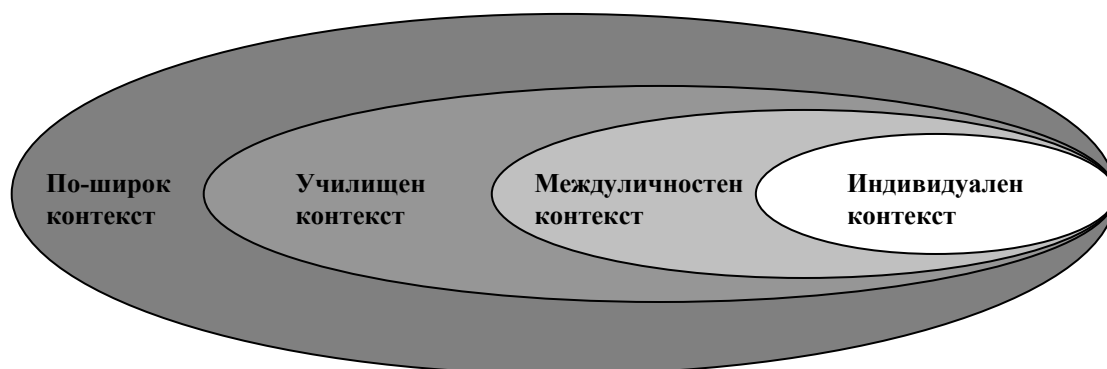 По-широк
контекст
Училищен
контекст
Междуличностен
контекст
Индивидуален
контекст